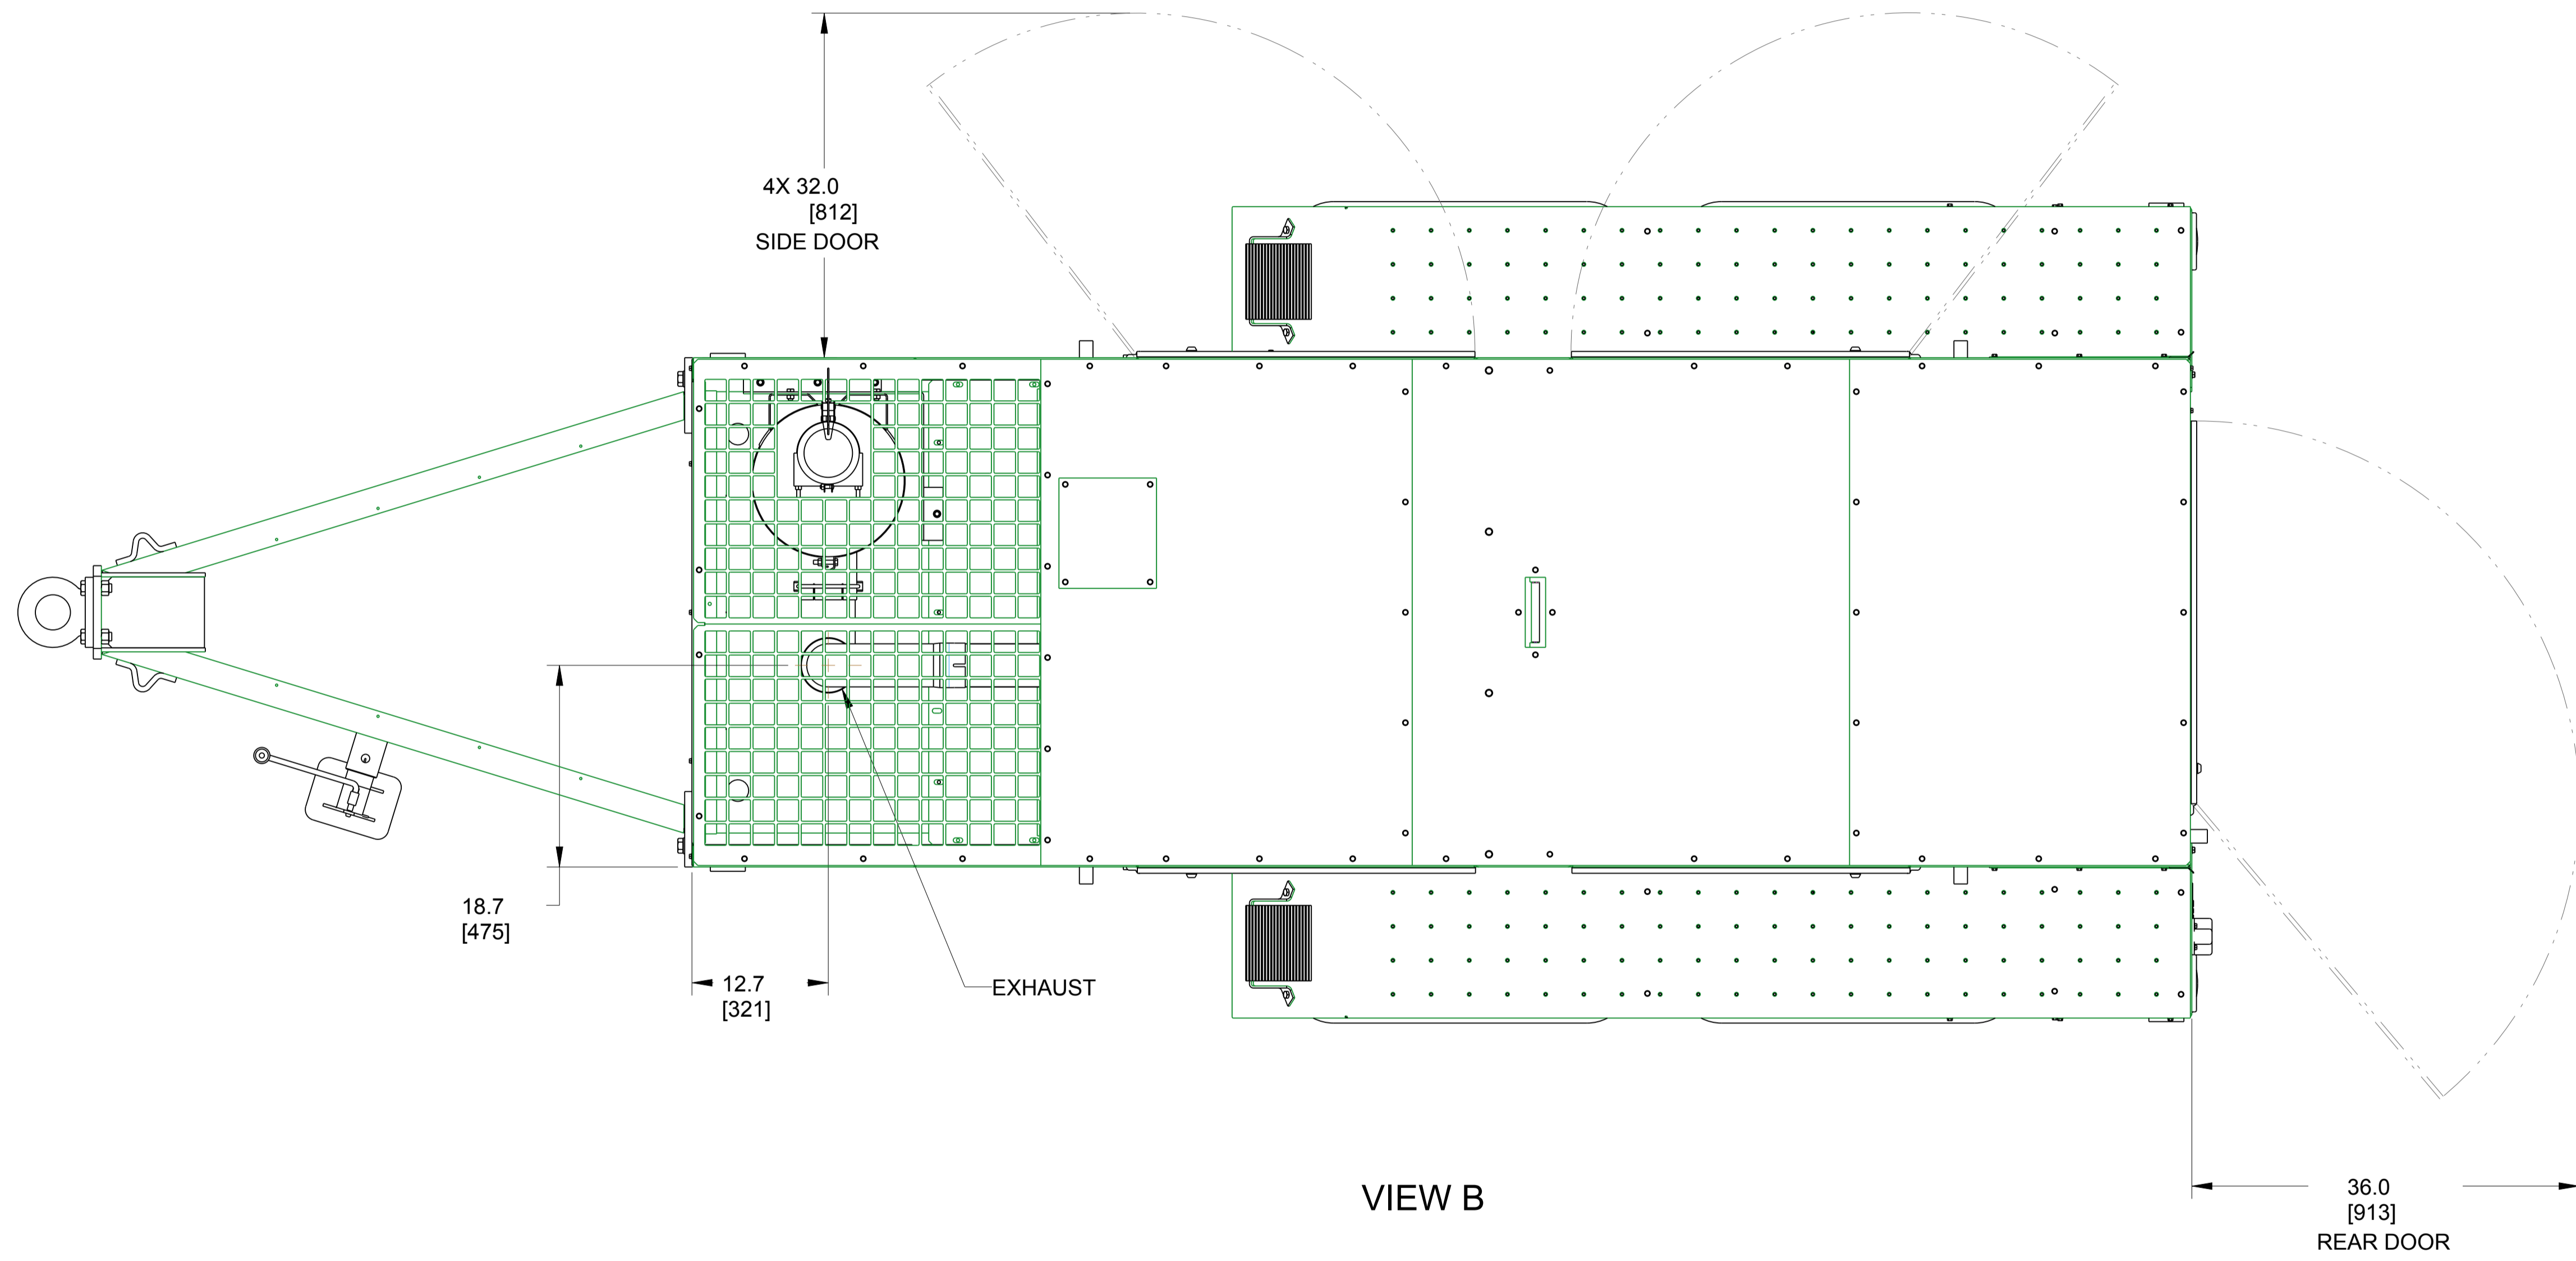 4X 32.0
[812]
SIDE DOOR
18.7
[475]
12.7
[321]
EXHAUST
VIEW B
36.0
[913]
REAR DOOR